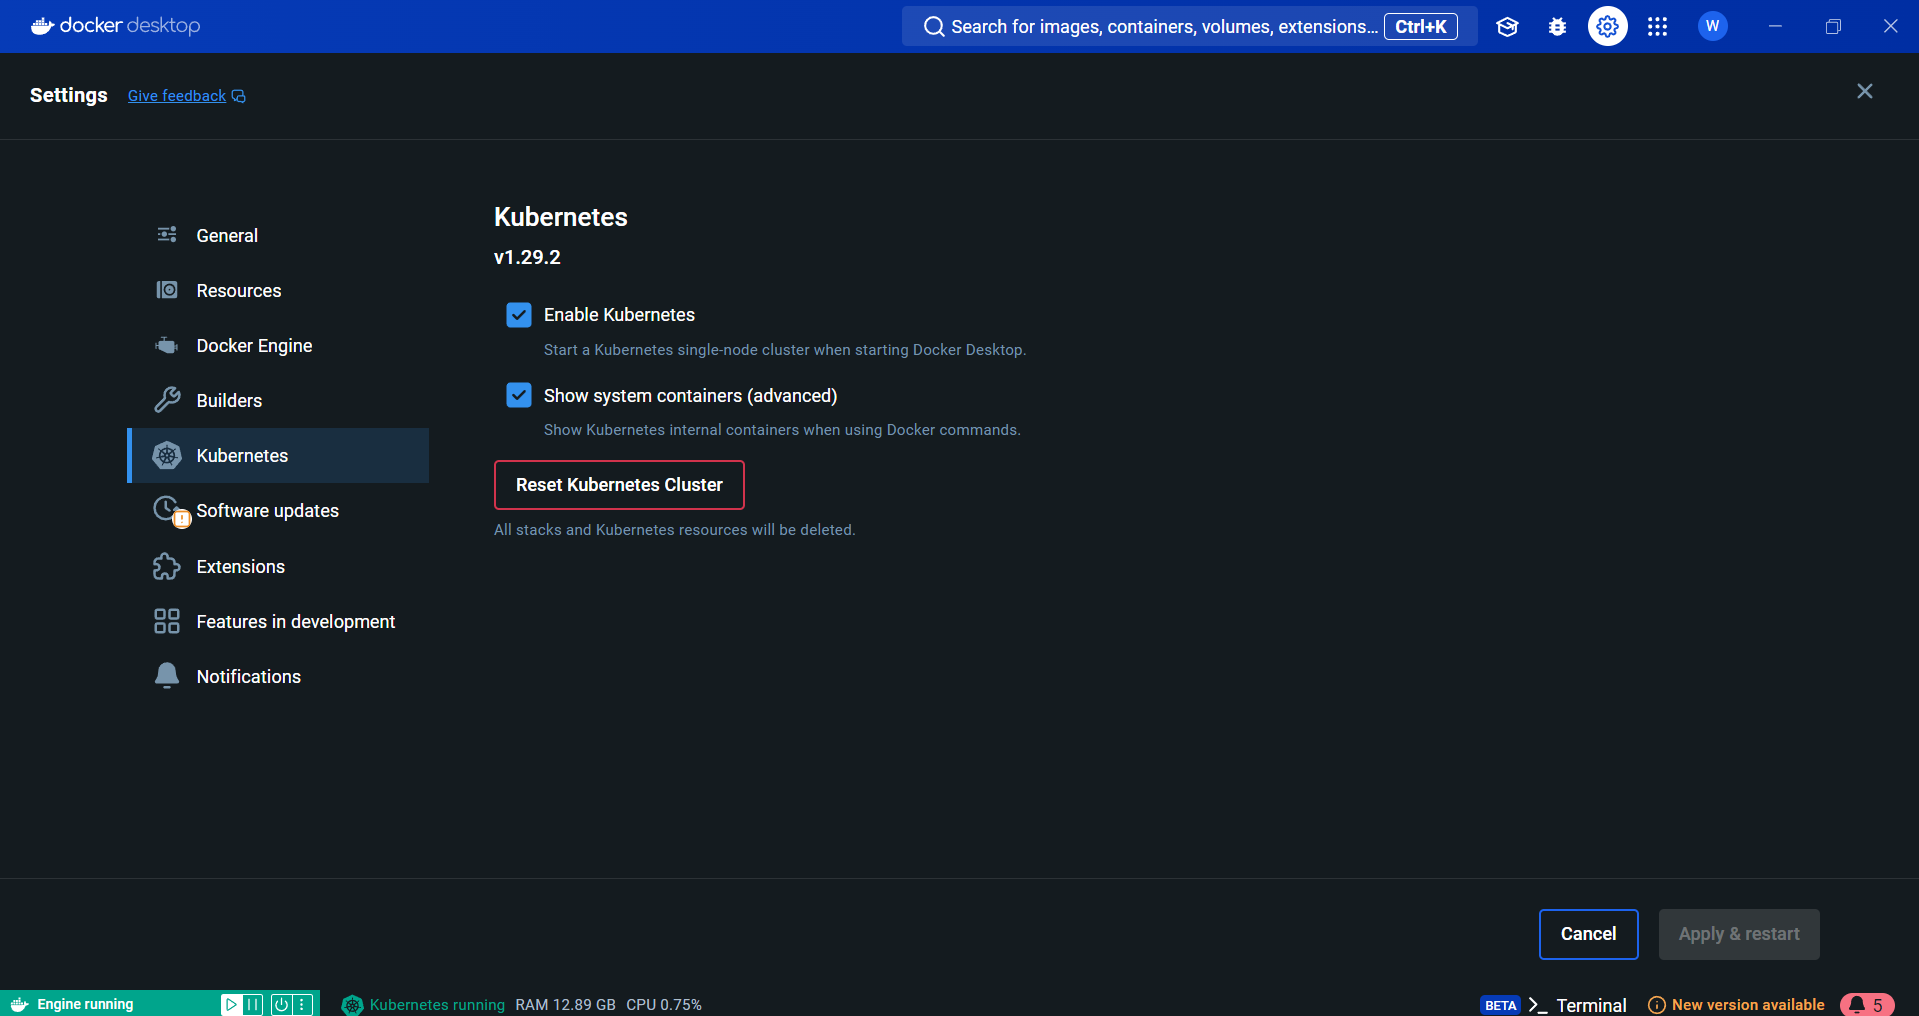 docker desktop
Search for images, containers, volumes, extensions... Ctrl+K
W
Settings Give feedback
General
Resources
Docker Engine
Builders
Kubernetes
Software updates
Extensions
Features in development
Notifications
Kubernetes
v1.29.2
Enable Kubernetes
Start a Kubernetes single-node cluster when starting Docker Desktop.
Show system containers (advanced)
Show Kubernetes internal containers when using Docker commands.
Reset Kubernetes Cluster
All stacks and Kubernetes resources will be deleted.
Cancel Apply & restart
Engine running Kubernetes running RAM 12.89 GB CPU 0.75% BETA Terminal New version available 5